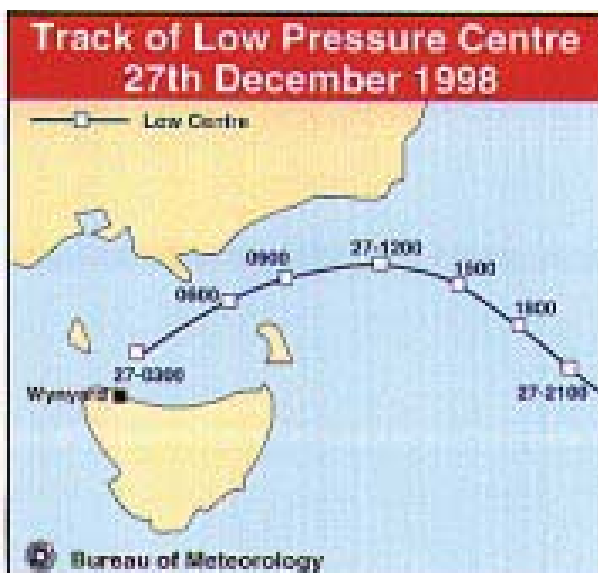 Track of Low Pressure Centre
27th December 1998
Low Centre
0900
27-1200
0600
1500
1800
27-0300
27-2100
Wynyard
Bureau of Meteorology